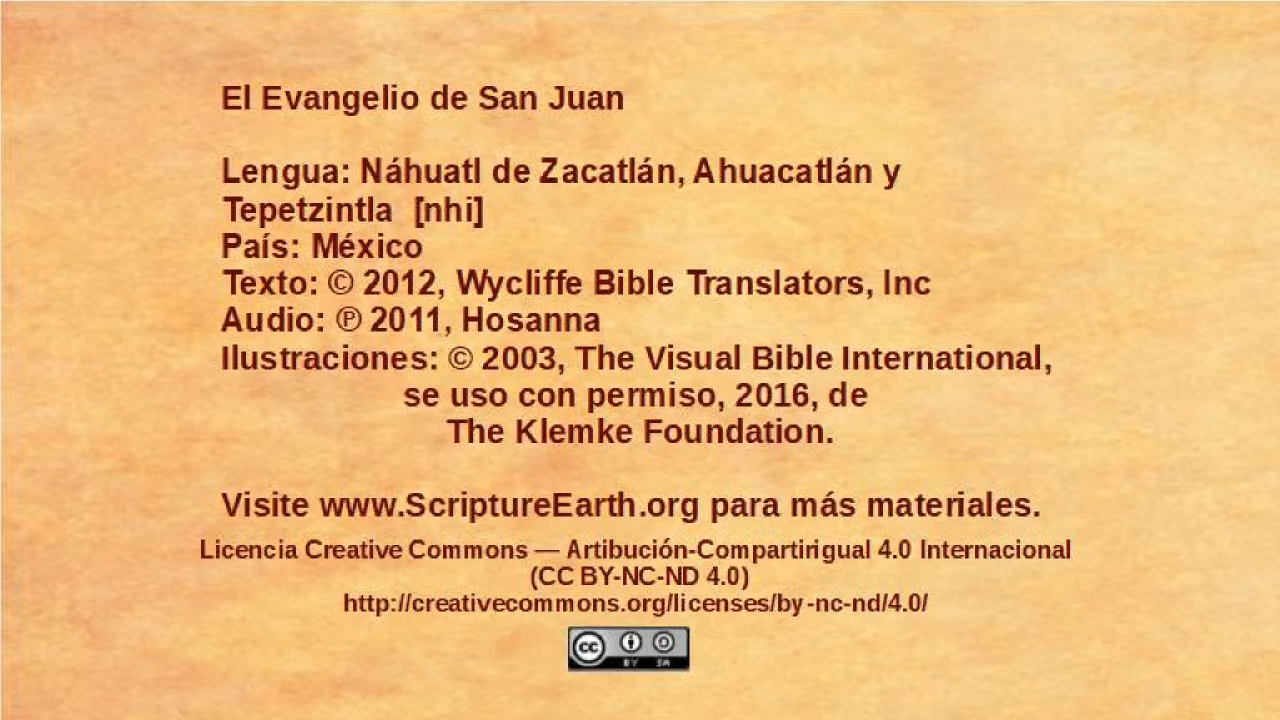 El Evangelio de San Juan
Lengua: Náhuatl de Zacatlán, Ahuacatlán y
Tepetzintla [nhi]
País: México
Texto: © 2012, Wycliffe Bible Translators, Inc
Audio: ℗ 2011, Hosanna
Ilustraciones: © 2003, The Visual Bible International,
se uso con permiso, 2016, de
The Klemke Foundation.
Visite www.ScriptureEarth.org para más materiales.
Licencia Creative Commons — Artibución-Compartirigual 4.0 Internacional
(CC BY-NC-ND 4.0)
http://creativecommons.org/licenses/by-nc-nd/4.0/
cc BY SA